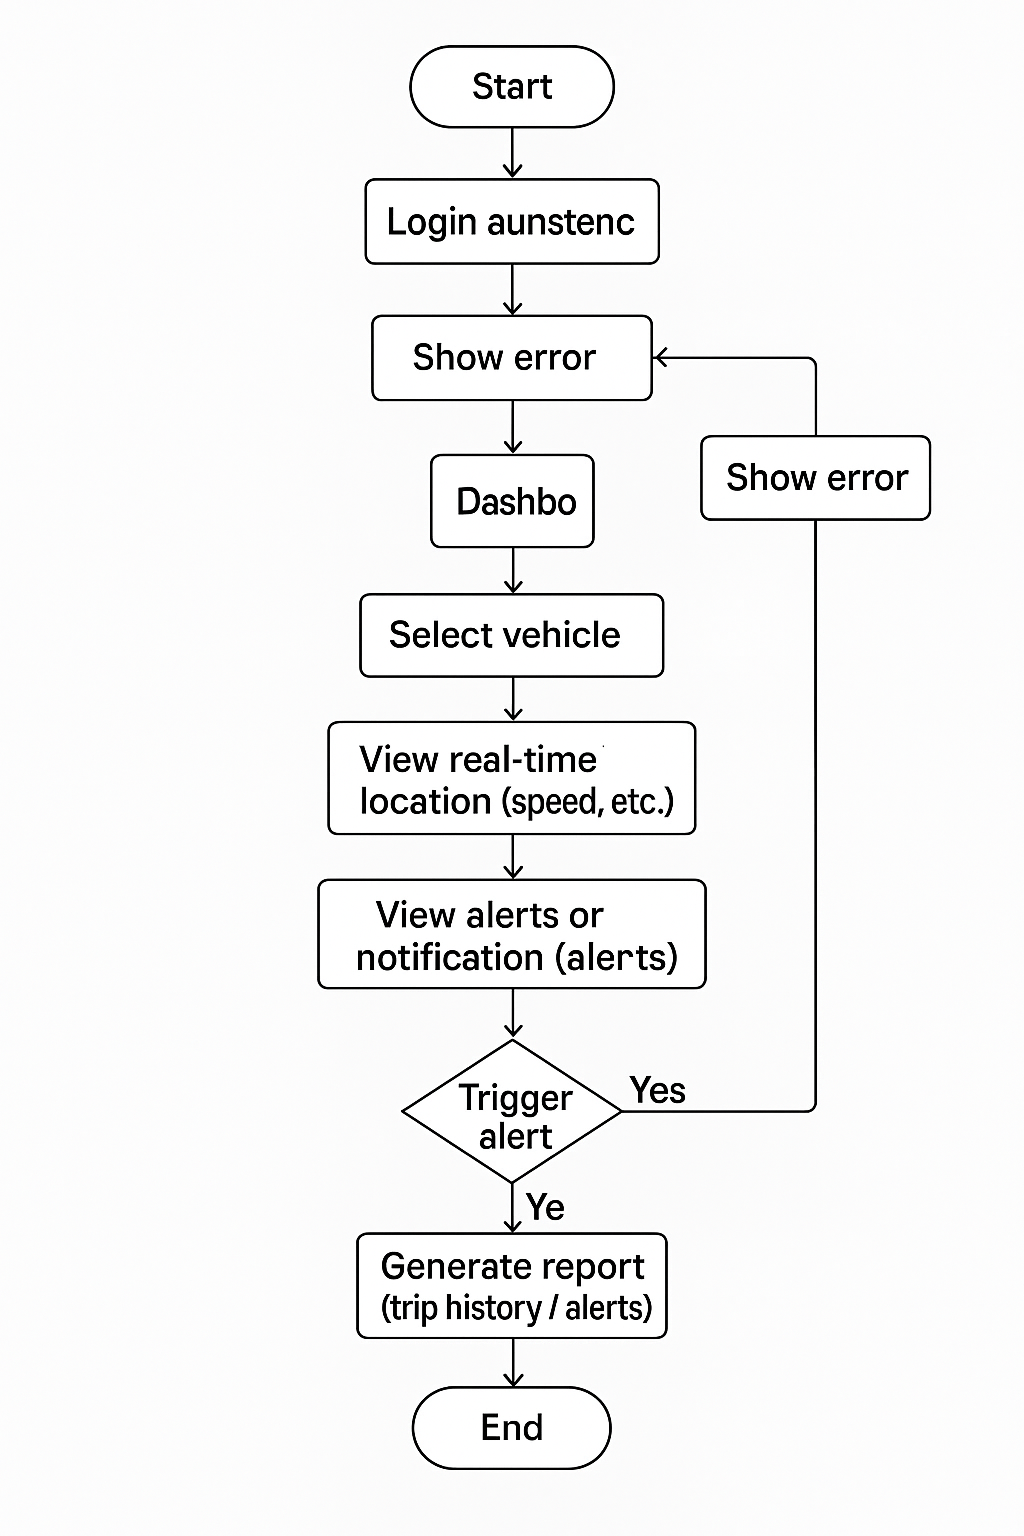 Start
Login aunstenc
Show error
Dashbo
Show error
Select vehicle
View real-time
location (speed, etc.)
View alerts or
notification (alerts)
Trigger
alert
Yes
Ye
Generate report
(trip history / alerts)
End